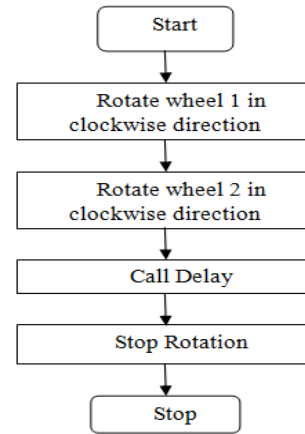 Start
Rotate wheel 1 in
clockwise direction
Rotate wheel 2 in
clockwise direction
Call Delay
Stop Rotation
Stop